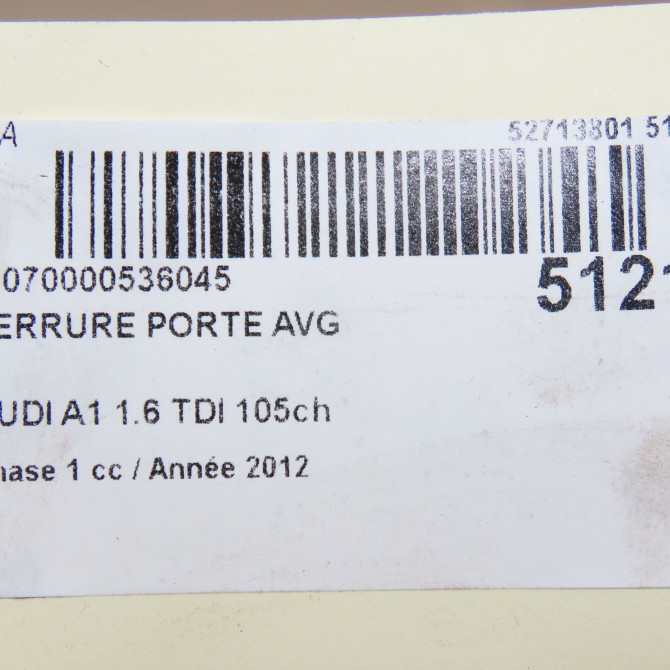 A 52713801 51
070000536045
5121
ERRURE PORTE AVG
UDI A1 1.6 TDI 105ch
hase 1 cc / Année 2012